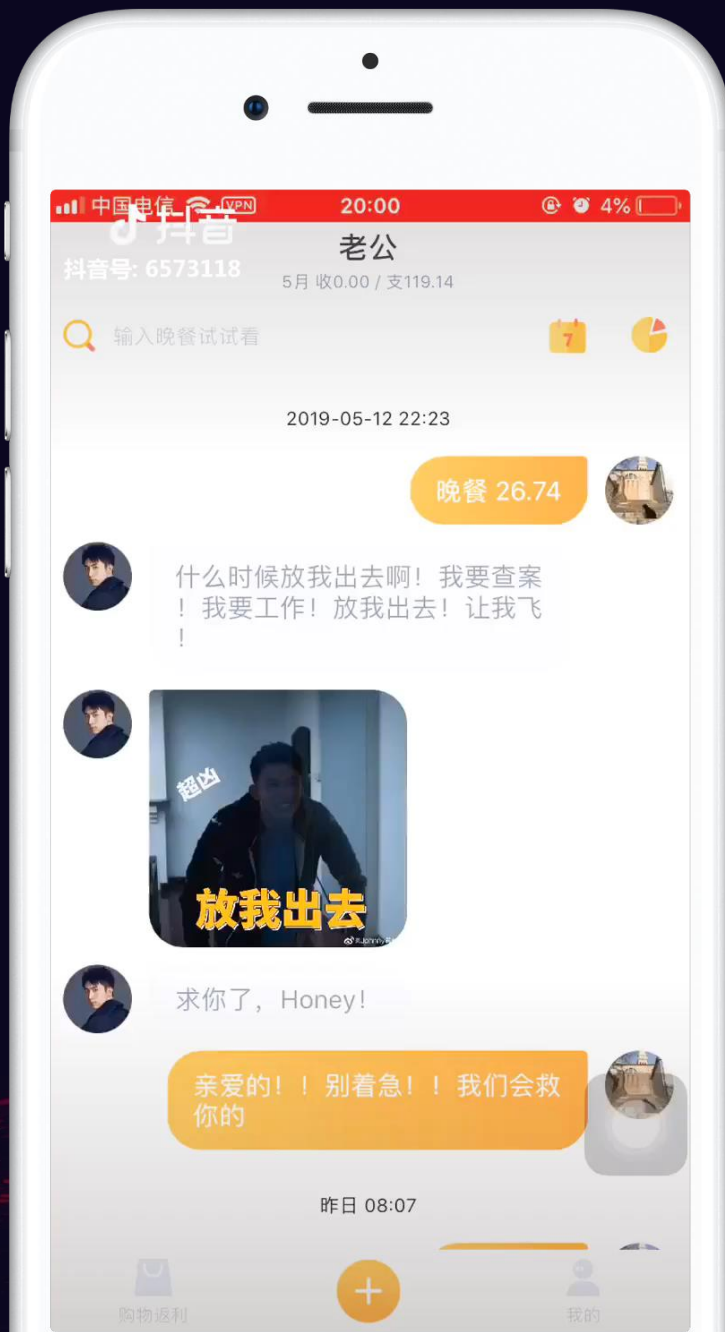 中国电信
VPN
20:00
4%
抖音
抖音号: 6573118
老公
5月 收0.00 / 支119.14
输入晚餐试试看
7
2019-05-12 22:23
晚餐 26.74
什么时候放我出去啊！我要查案
！我要工作！放我出去！让我飞
！
超凶
放我出去
求你了，Honey！
亲爱的！！别着急！！我们会救
你的
昨日 08:07
购物返利
我的